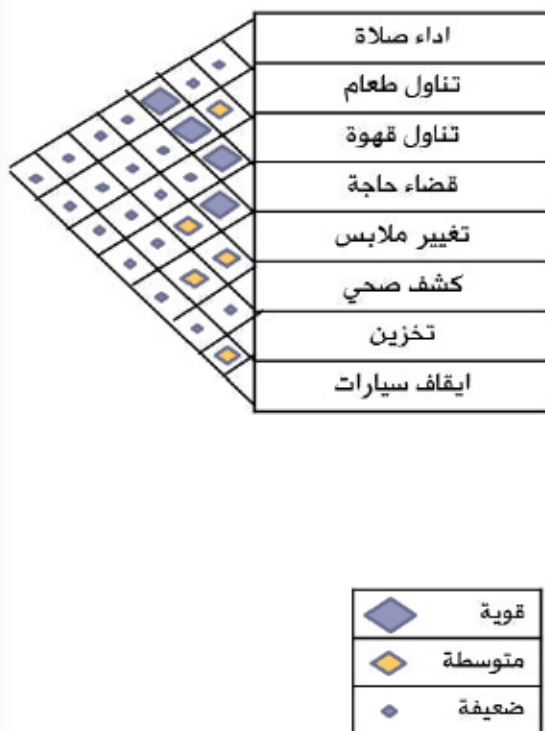 اداء صلاة
تناول طعام
تناول قهوة
قضاء حاجة
تغيير ملابس
كشف صحي
تخزين
ايقاف سيارات
قوية
متوسطة
ضعيفة